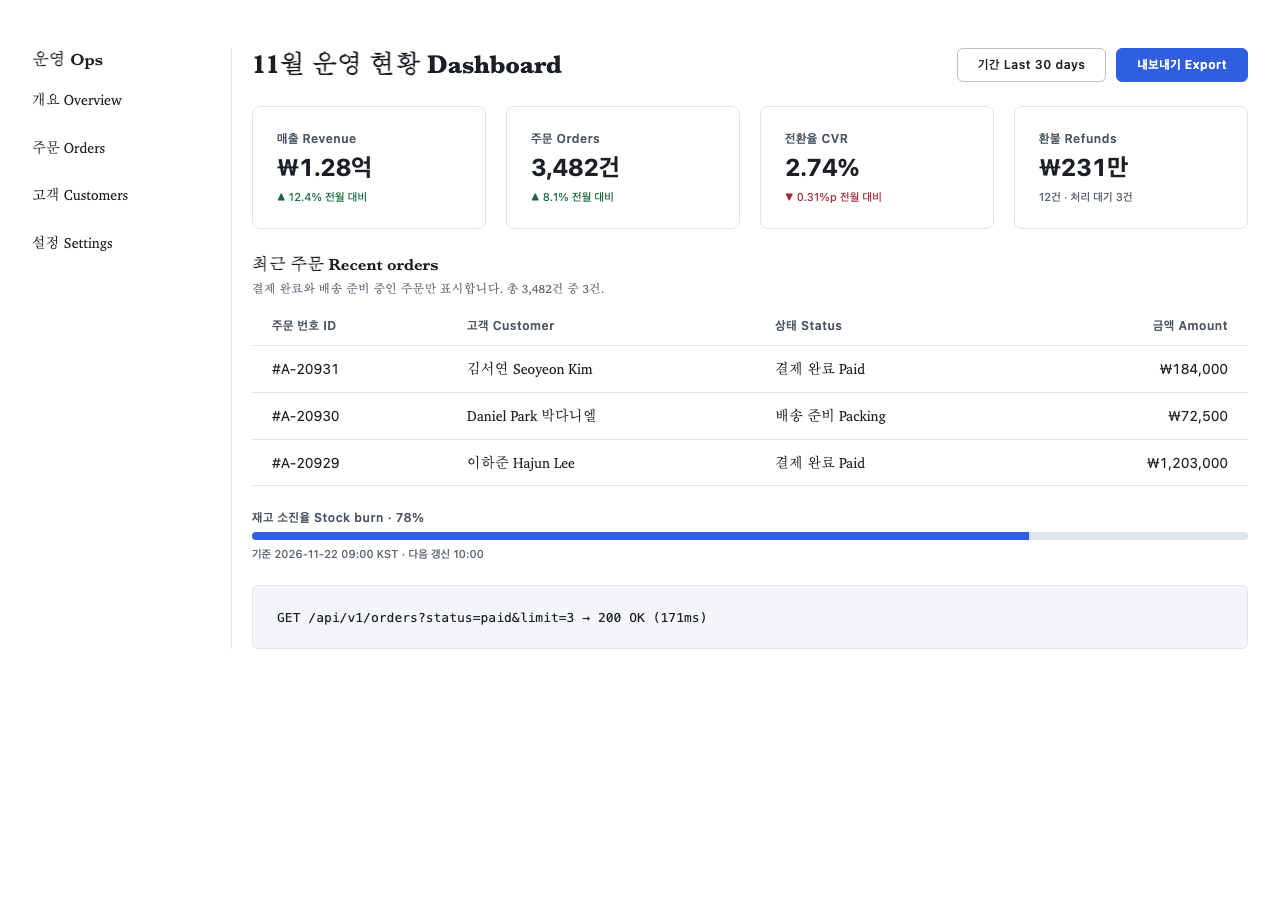 운영 Ops
개요 Overview
주문 Orders
고객 Customers
설정 Settings
11월 운영 현황 Dashboard
기간 Last 30 days
내보내기 Export
매출 Revenue
₩1.28억
▲ 12.4% 전월 대비
주문 Orders
3,482건
▲ 8.1% 전월 대비
전환율 CVR
2.74%
▼ 0.31%p 전월 대비
환불 Refunds
₩231만
12건 · 처리 대기 3건
최근 주문 Recent orders
결제 완료와 배송 준비 중인 주문만 표시합니다. 총 3,482건 중 3건.
주문 번호 ID 고객 Customer 상태 Status 금액 Amount
#A-20931 김서연 Seoyeon Kim 결제 완료 Paid ₩184,000
#A-20930 Daniel Park 박다니엘 배송 준비 Packing ₩72,500
#A-20929 이하준 Hajun Lee 결제 완료 Paid ₩1,203,000
재고 소진율 Stock burn · 78%
기준 2026-11-22 09:00 KST · 다음 갱신 10:00
GET /api/v1/orders?status=paid&limit=3 → 200 OK (171ms)